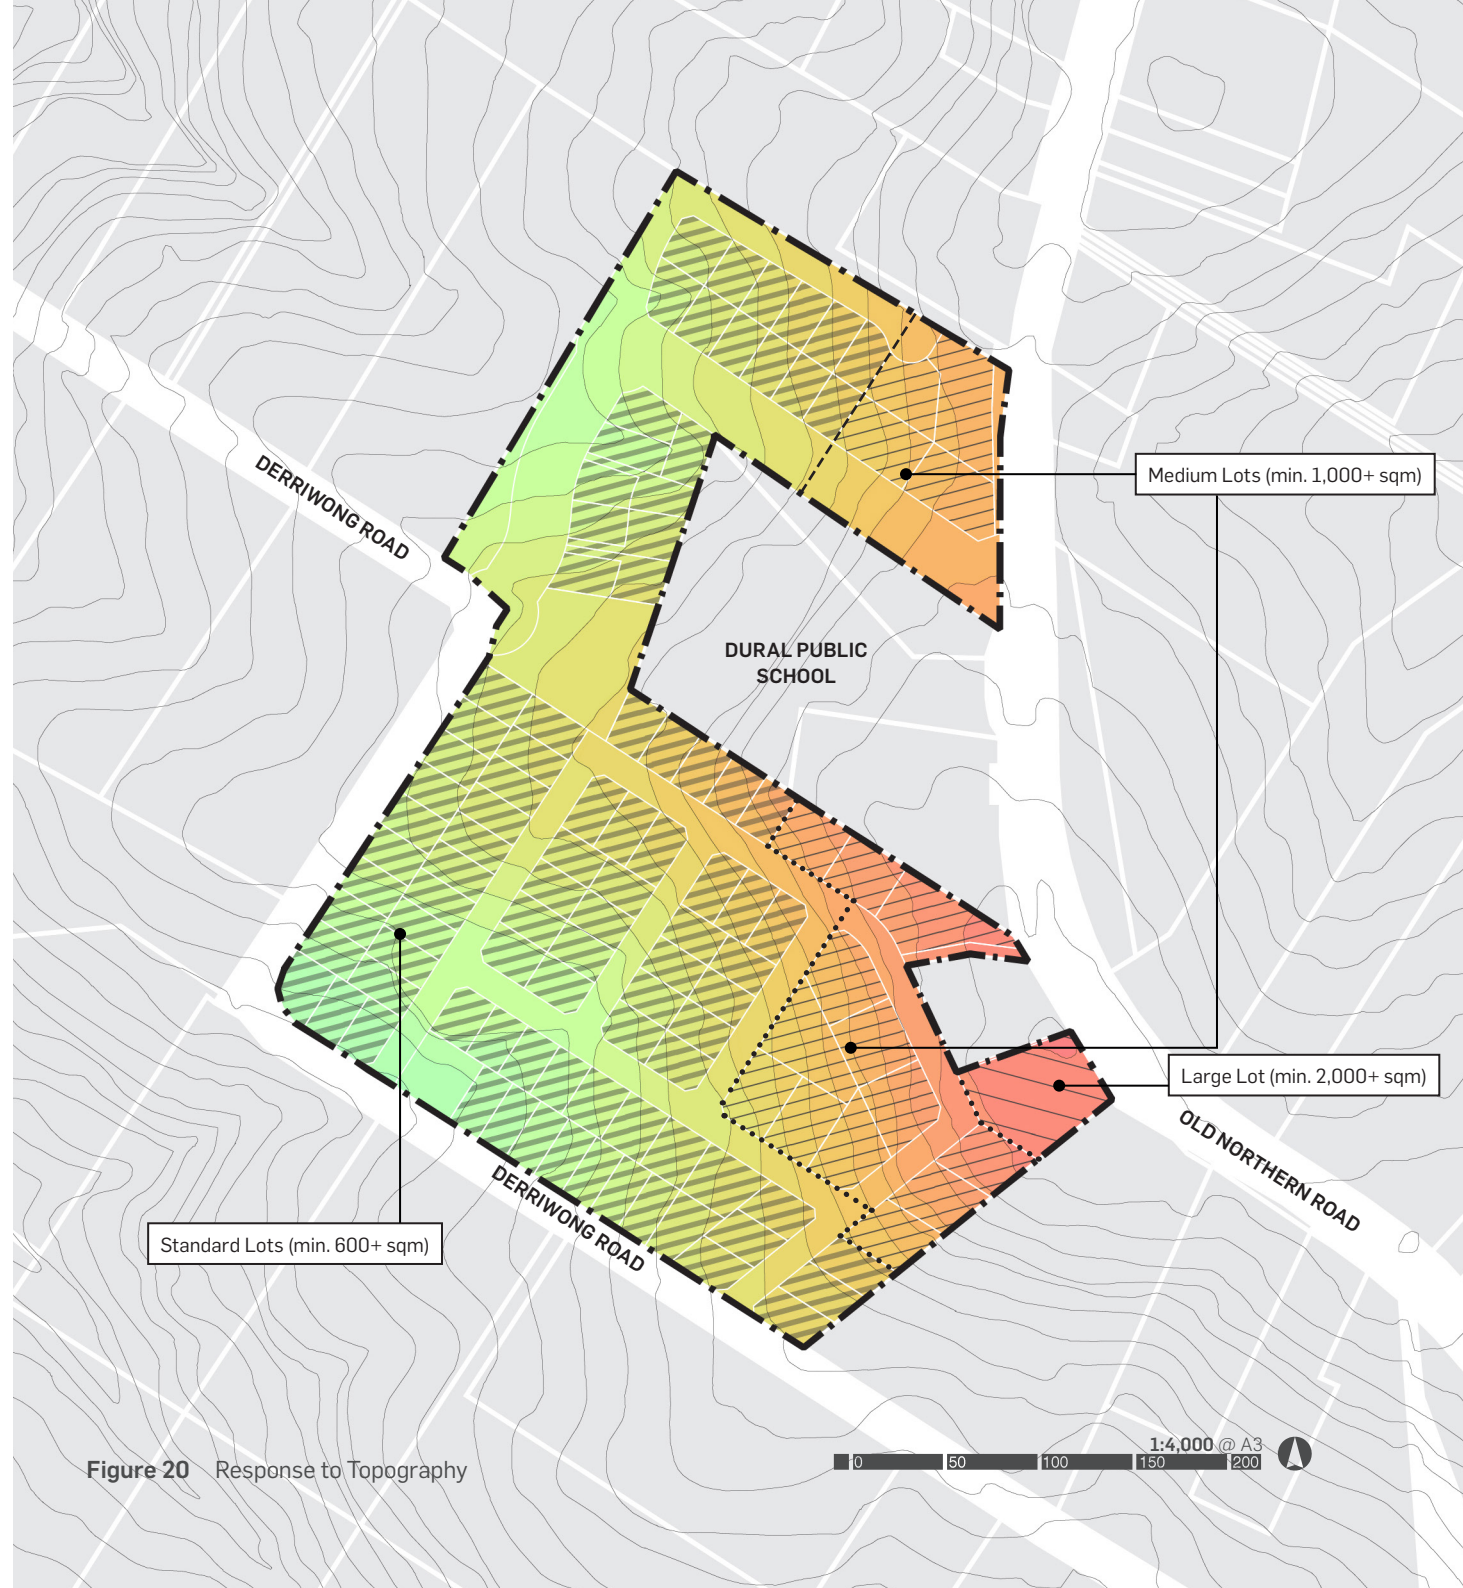 DERRIWONG ROAD
Medium Lots (min. 1,000+ sqm)
DURAL PUBLIC
SCHOOL
Large Lot (min. 2,000+ sqm)
OLD NORTHERN ROAD
DERRIWONG ROAD
Standard Lots (min. 600+ sqm)
1:4,000 @ A3
0 50 100 150 200
Figure 20 Response to Topography